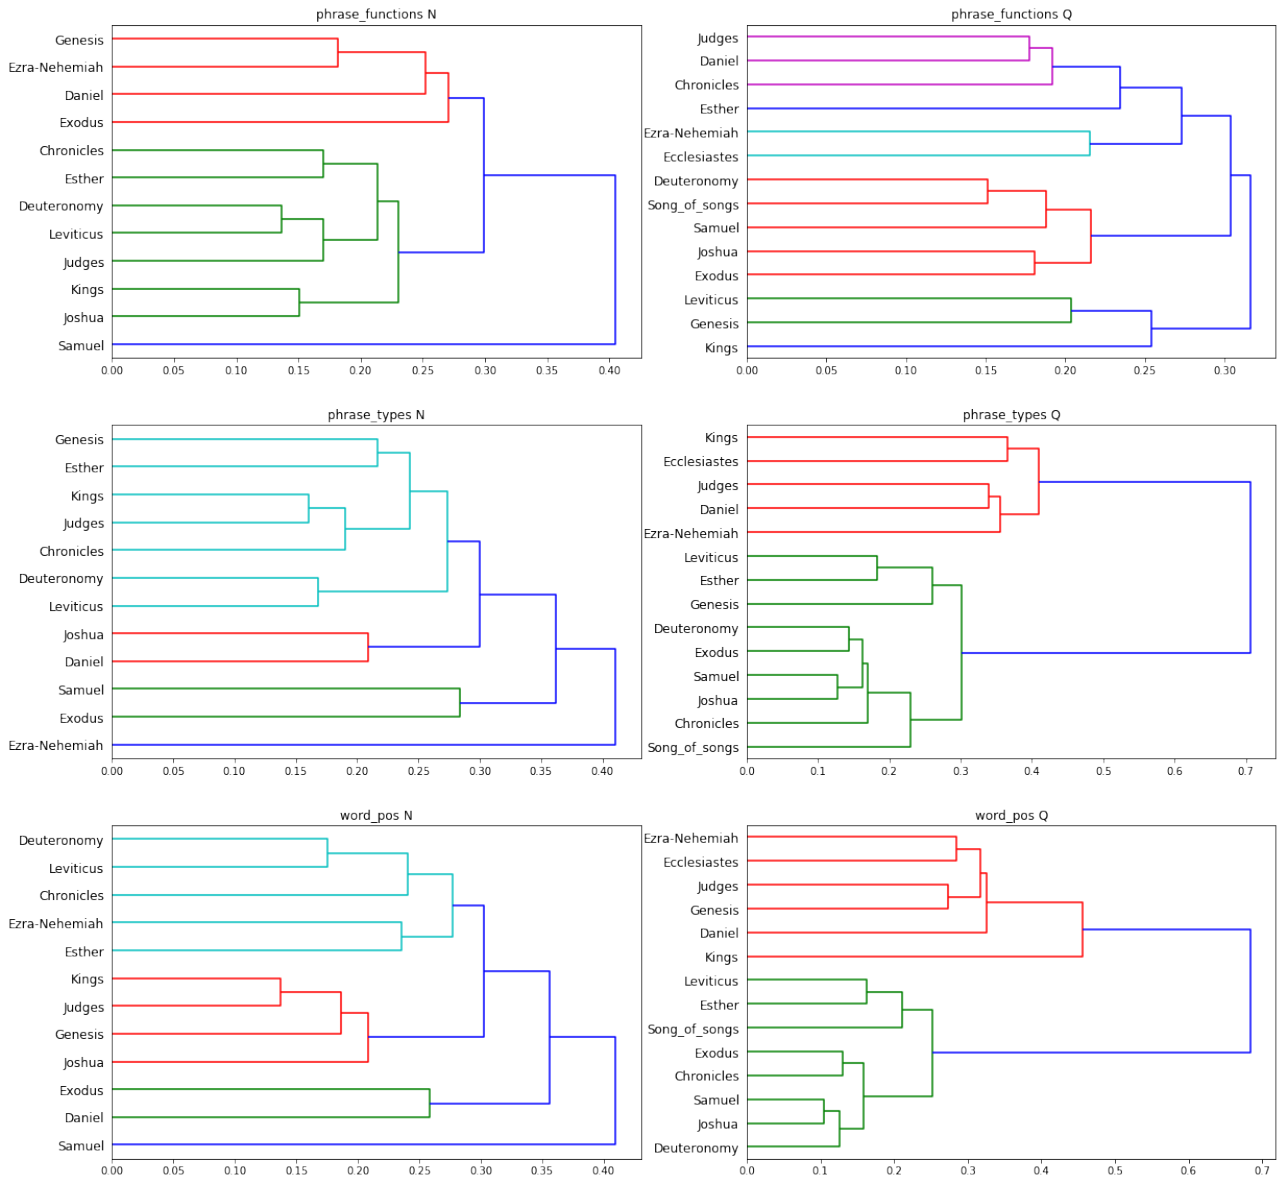 phrase_functions N
Genesis
Ezra-Nehemiah
Daniel
Exodus
Chronicles
Esther
Deuteronomy
Leviticus
Judges
Kings
Joshua
Samuel
0.00 0.05 0.10 0.15 0.20 0.25 0.30 0.35 0.40
phrase_functions Q
Judges
Daniel
Chronicles
Esther
Ezra-Nehemiah
Ecclesiastes
Deuteronomy
Song_of_songs
Samuel
Joshua
Exodus
Leviticus
Genesis
Kings
0.00 0.05 0.10 0.15 0.20 0.25 0.30
phrase_types N
Genesis
Esther
Kings
Judges
Chronicles
Deuteronomy
Leviticus
Joshua
Daniel
Samuel
Exodus
Ezra-Nehemiah
0.00 0.05 0.10 0.15 0.20 0.25 0.30 0.35 0.40
phrase_types Q
Kings
Ecclesiastes
Judges
Daniel
Ezra-Nehemiah
Leviticus
Esther
Genesis
Deuteronomy
Exodus
Samuel
Joshua
Chronicles
Song_of_songs
0.0 0.1 0.2 0.3 0.4 0.5 0.6 0.7
word_pos N
Deuteronomy
Leviticus
Chronicles
Ezra-Nehemiah
Esther
Kings
Judges
Genesis
Joshua
Exodus
Daniel
Samuel
0.00 0.05 0.10 0.15 0.20 0.25 0.30 0.35 0.40
word_pos Q
Ezra-Nehemiah
Ecclesiastes
Judges
Genesis
Daniel
Kings
Leviticus
Esther
Song_of_songs
Exodus
Chronicles
Samuel
Joshua
Deuteronomy
0.0 0.1 0.2 0.3 0.4 0.5 0.6 0.7